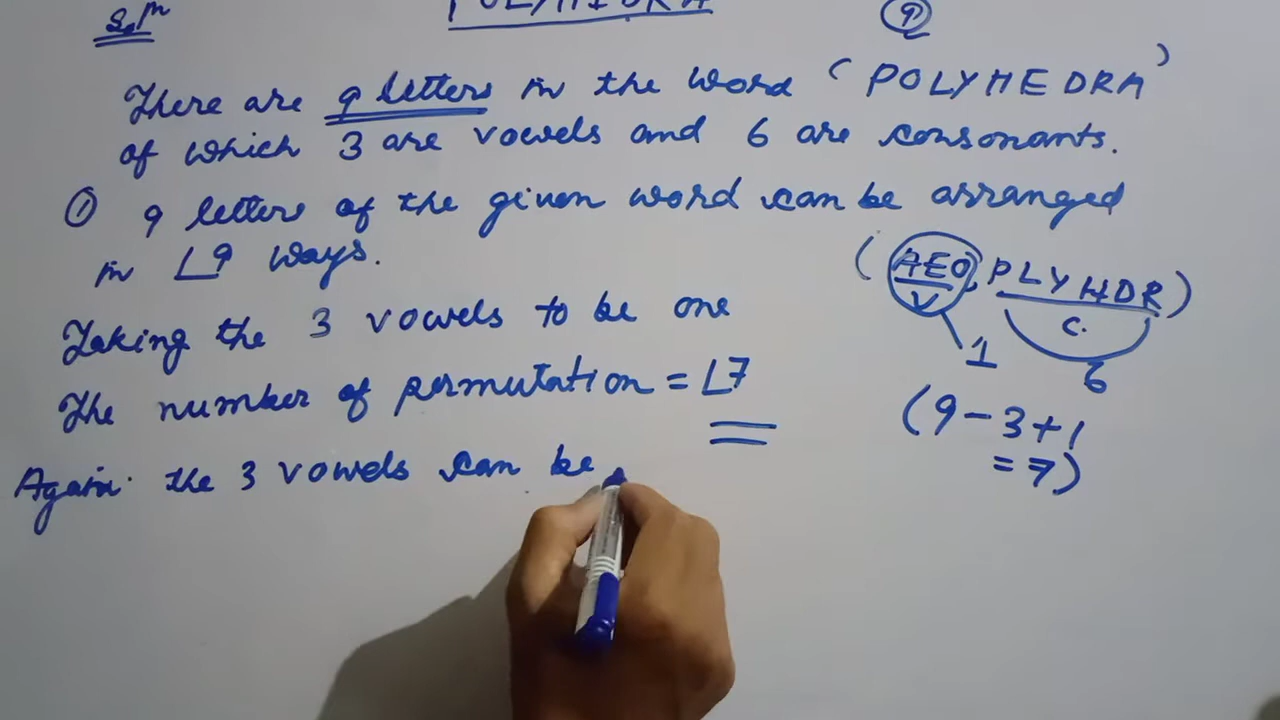 Solⁿ POLYHEDRA 9
There are 9 letters in the word (POLYHEDRA)
of which 3 are vowels and 6 are consonants.
① 9 letters of the given word can be arranged
in ∟9 ways.
(AEO, PLYHDR)
V C.
1 6
Taking the 3 vowels to be one
The number of permutation = ∟7
(9-3+1
=7)
Again the 3 vowels can be